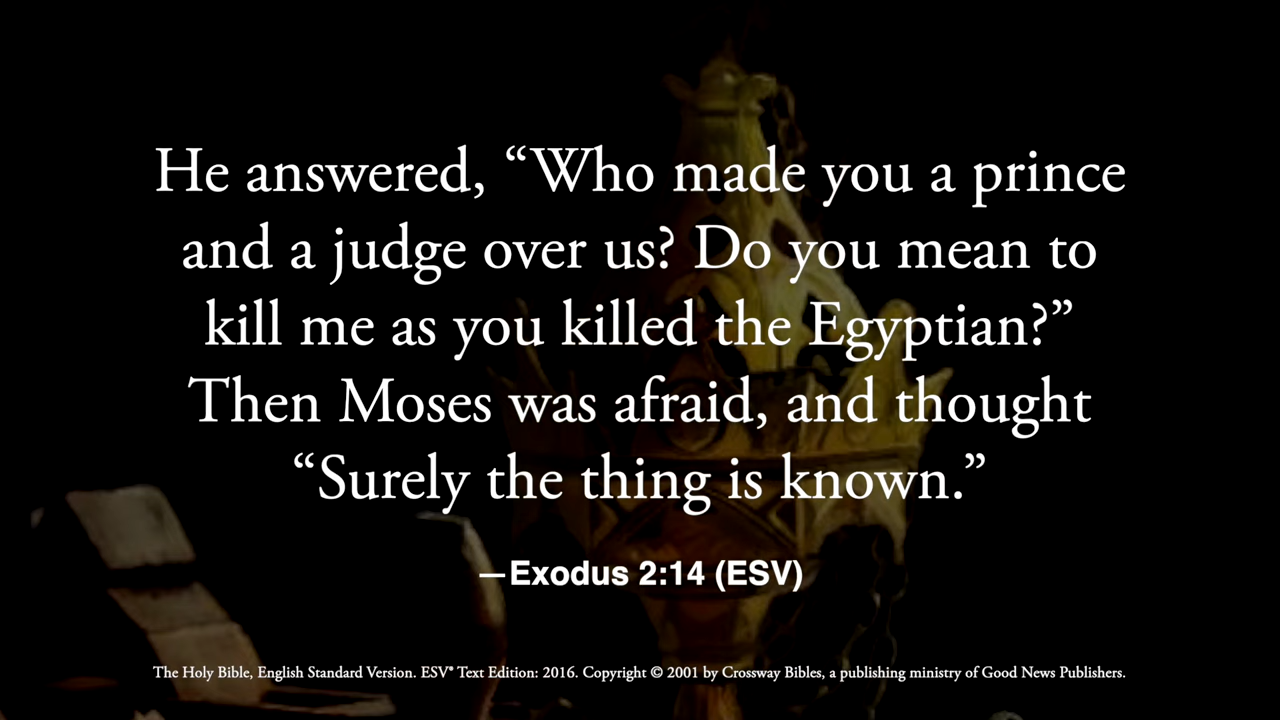 He answered, “Who made you a prince
and a judge over us? Do you mean to
kill me as you killed the Egyptian?”
Then Moses was afraid, and thought
“Surely the thing is known.”
—Exodus 2:14 (ESV)
The Holy Bible, English Standard Version. ESV® Text Edition: 2016. Copyright © 2001 by Crossway Bibles, a publishing ministry of Good News Publishers.